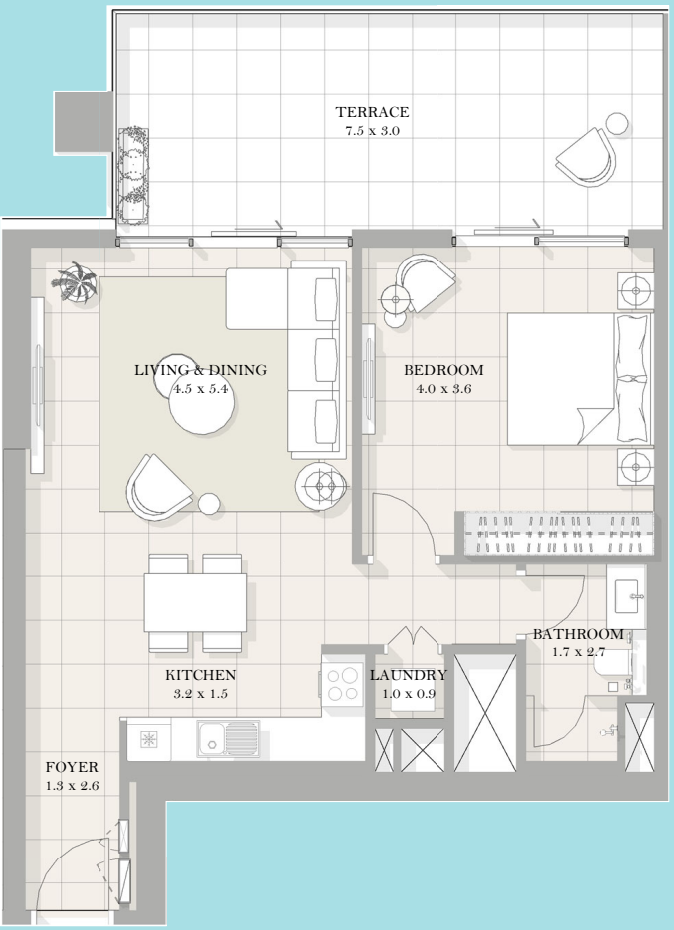 TERRACE
7.5 x 3.0
LIVING & DINING
4.5 x 5.4
BEDROOM
4.0 x 3.6
BATHROOM
1.7 x 2.7
KITCHEN
3.2 x 1.5
LAUNDRY
1.0 x 0.9
FOYER
1.3 x 2.6